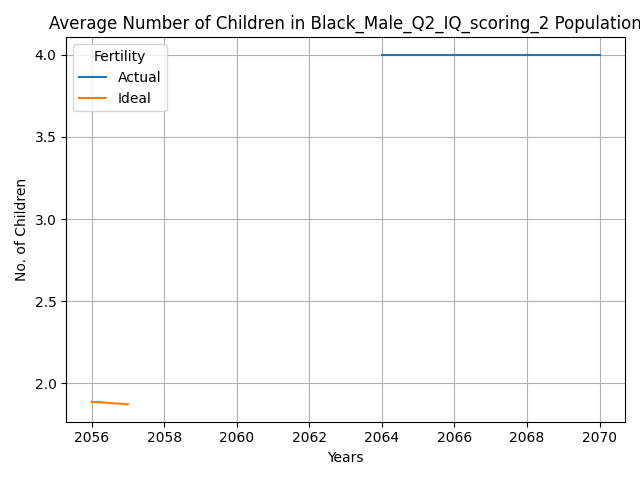 Average Number of Children in Black_Male_Q2_IQ_scoring_2 Population
Fertility
Actual
Ideal
4.0
3.5
3.0
2.5
2.0
No. of Children
2056 2058 2060 2062 2064 2066 2068 2070
Years